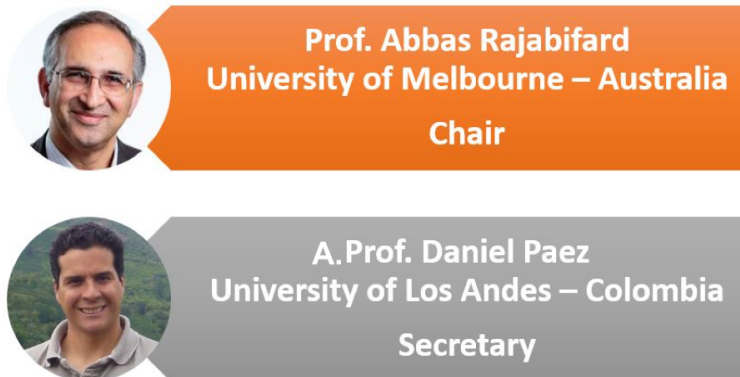 Prof. Abbas Rajabifard
University of Melbourne – Australia
Chair
A.Prof. Daniel Paez
University of Los Andes – Colombia
Secretary